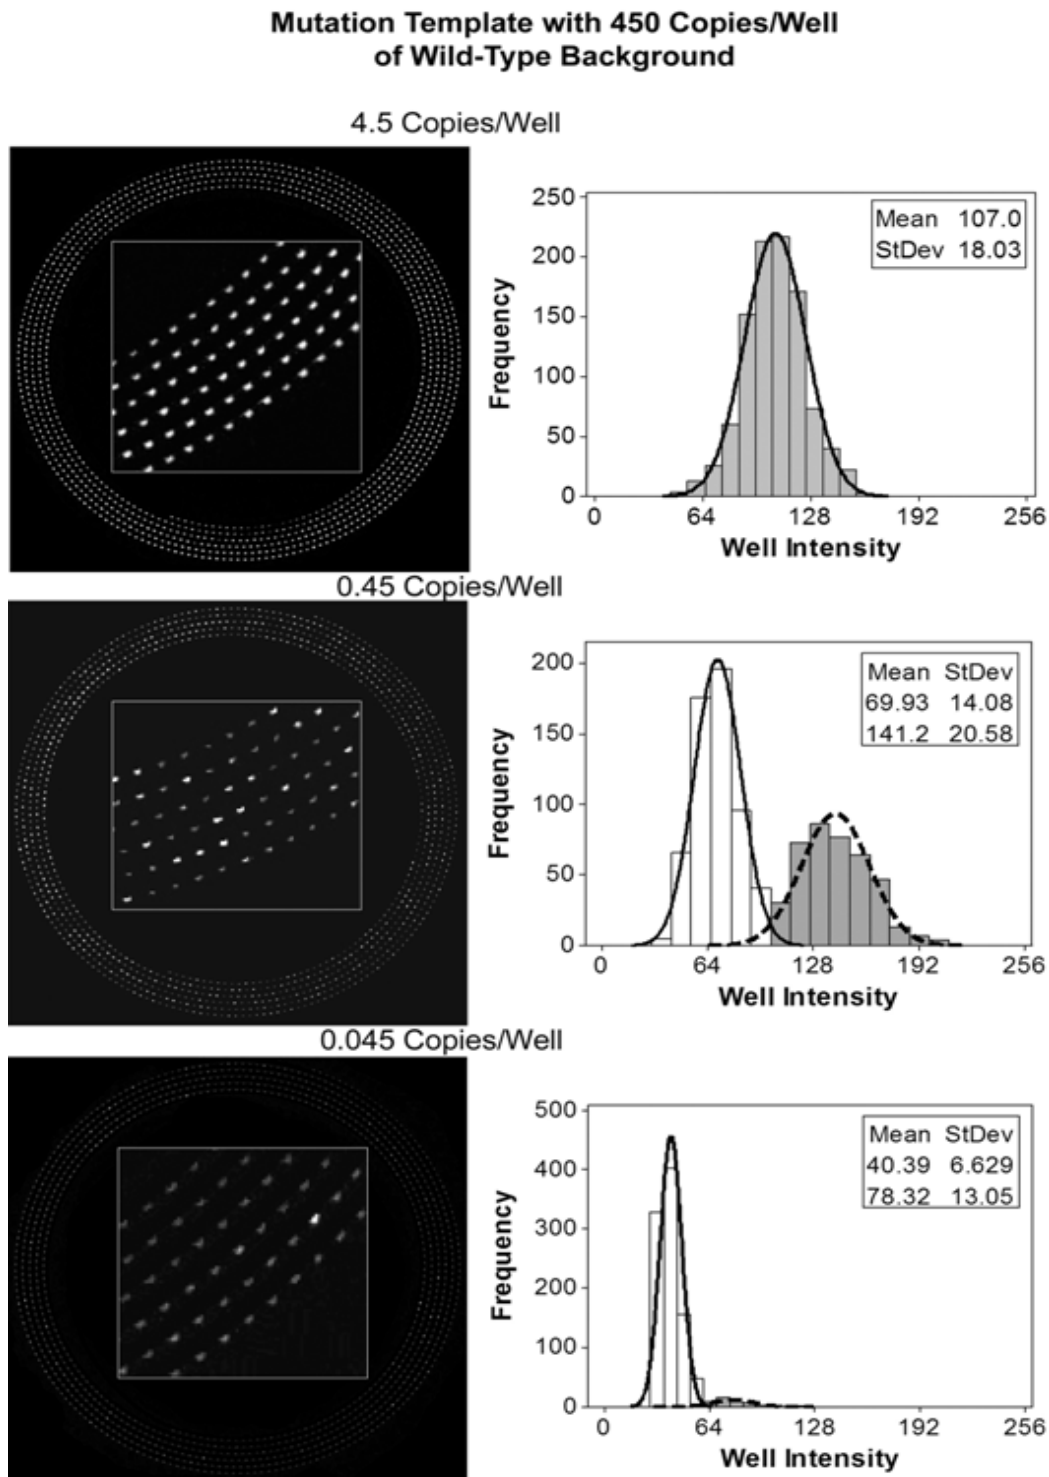 Mutation Template with 450 Copies/Well
of Wild-Type Background
4.5 Copies/Well
250
200
150
100
50
0
Frequency
Mean 107.0
StDev 18.03
0 64 128 192 256
Well Intensity
0.45 Copies/Well
200
150
100
50
0
Frequency
Mean StDev
69.93 14.08
141.2 20.58
0 64 128 192 256
Well Intensity
0.045 Copies/Well
500
400
300
200
100
0
Frequency
Mean StDev
40.39 6.629
78.32 13.05
0 64 128 192 256
Well Intensity